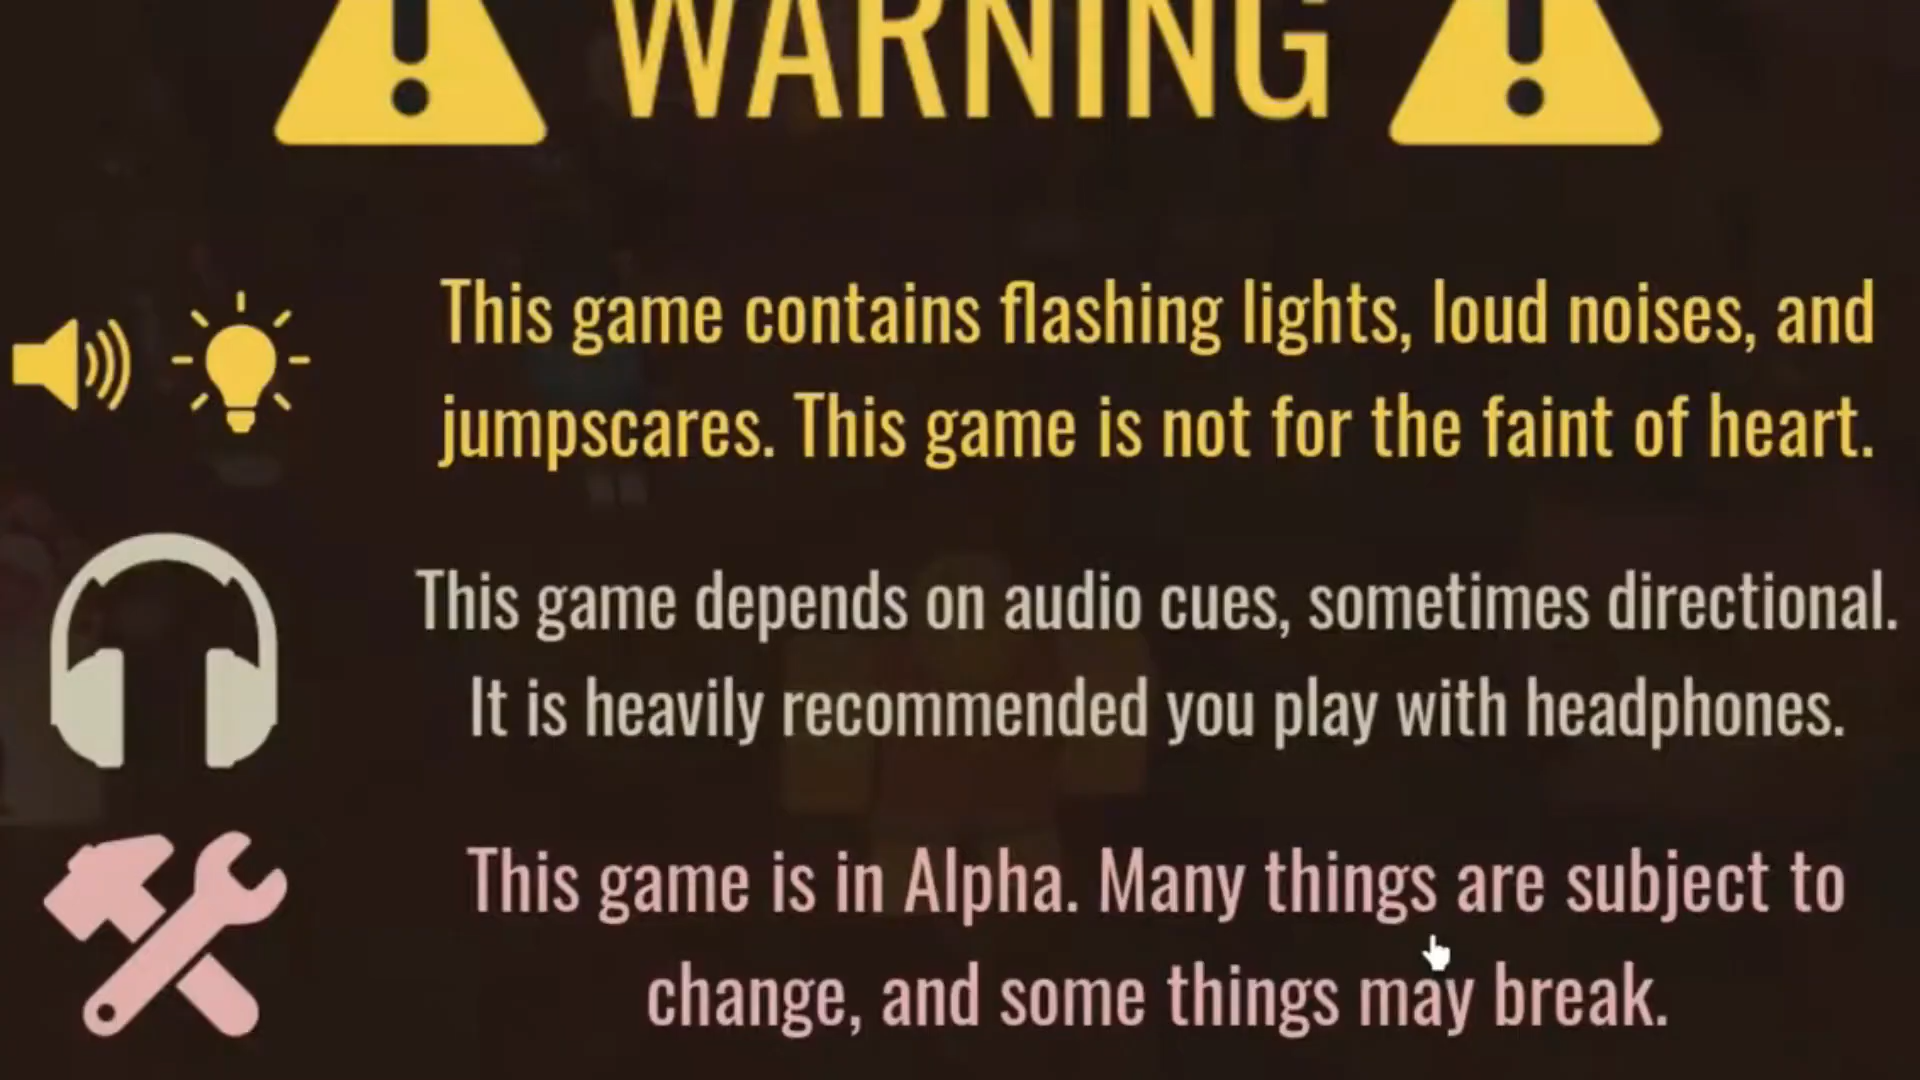 WARNING
This game contains flashing lights, loud noises, and
jumpscares. This game is not for the faint of heart.
This game depends on audio cues, sometimes directional.
It is heavily recommended you play with headphones.
This game is in Alpha. Many things are subject to
change, and some things may break.